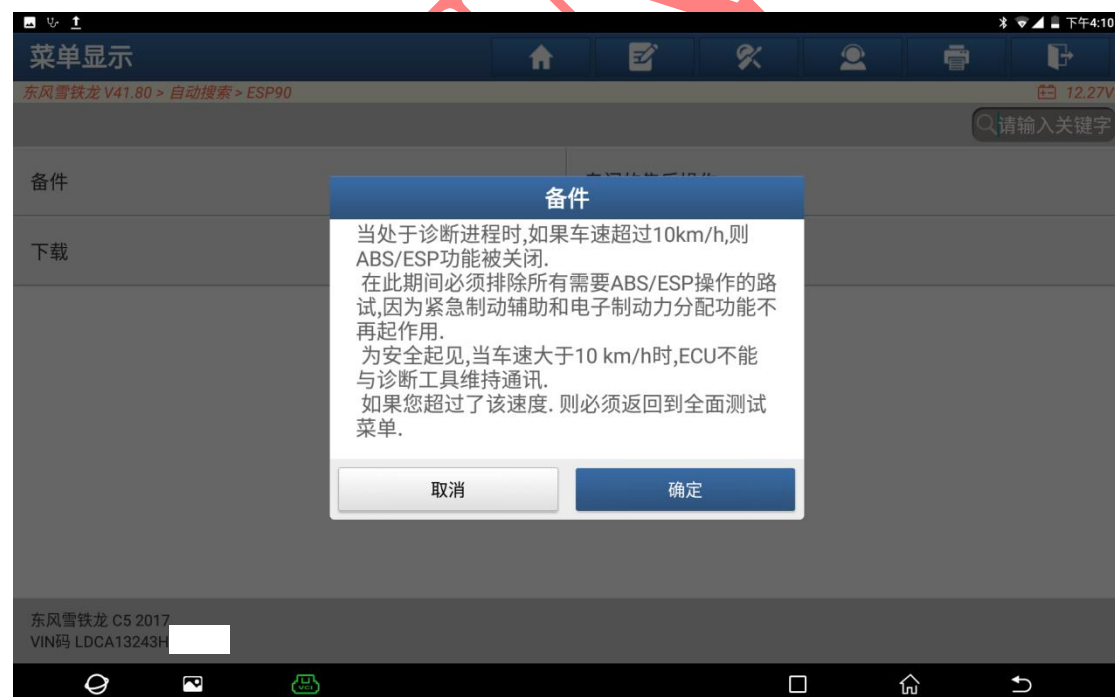 下午4:10
菜单显示
东风雪铁龙 V41.80 > 自动搜索 > ESP90
12.27V
请输入关键字
备件
下载
备件
当处于诊断进程时,如果车速超过10km/h,则
ABS/ESP功能被关闭.
在此期间必须排除所有需要ABS/ESP操作的路
试,因为紧急制动辅助和电子制动力分配功能不
再起作用.
为安全起见,当车速大于10 km/h时,ECU不能
与诊断工具维持通讯.
如果您超过了该速度. 则必须返回到全面测试
菜单.
取消
确定
东风雪铁龙 C5 2017
VIN码 LDCA13243H
VCI